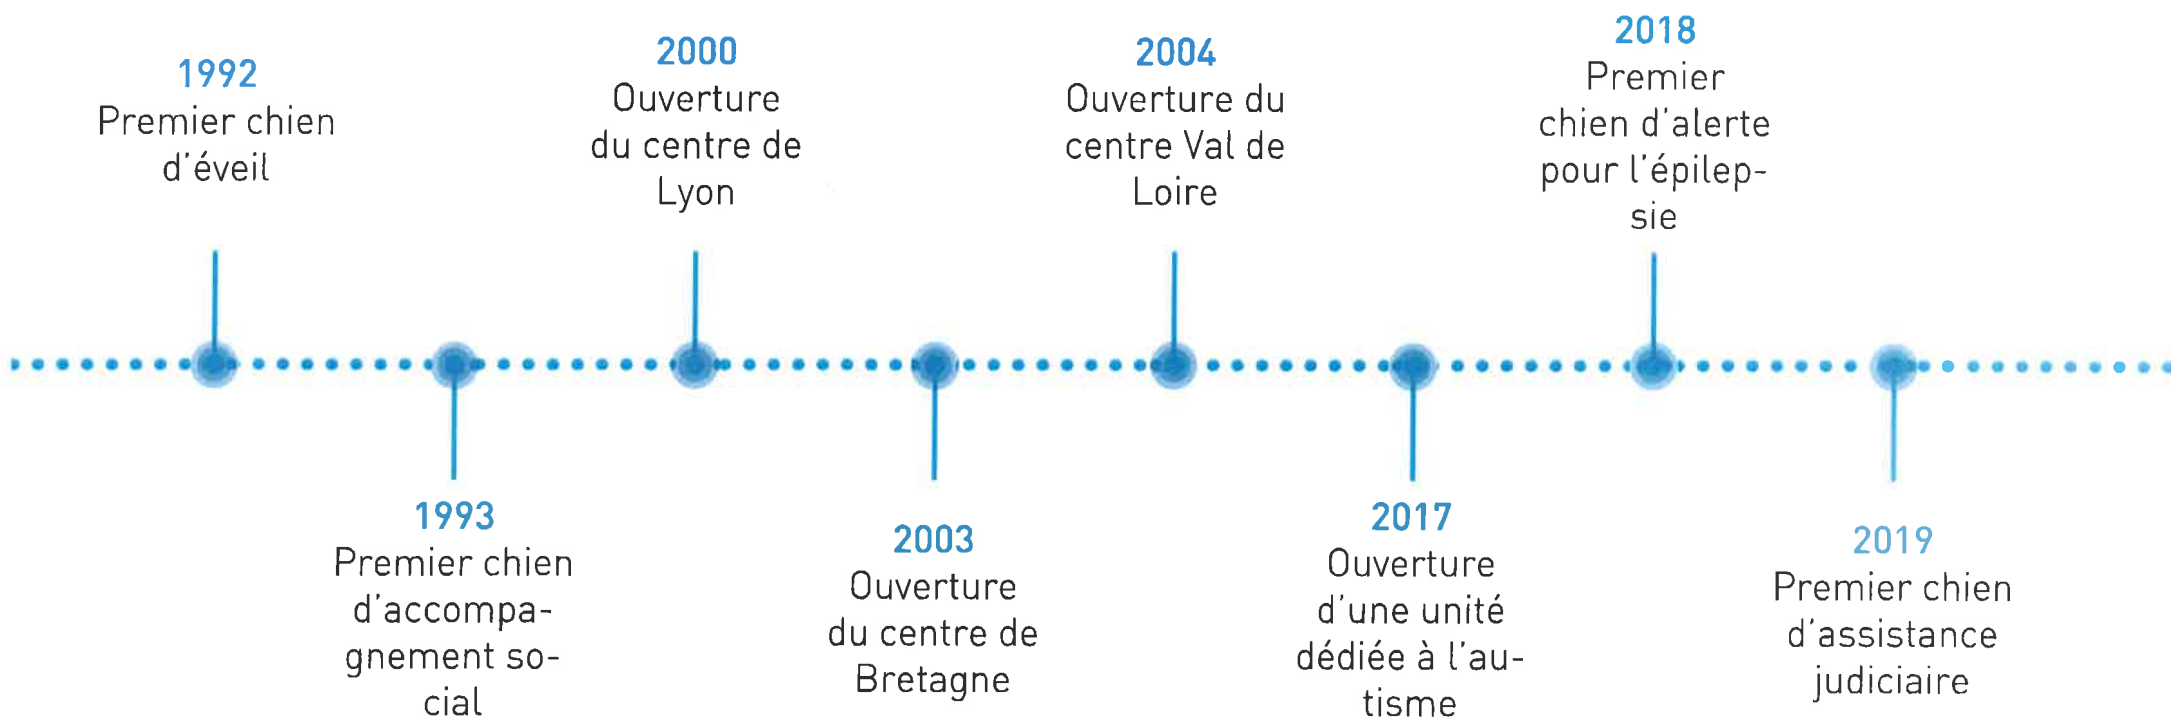 1992
Premier chien
d'éveil
1993
Premier chien
d'accompa-
gnement so-
cial
2000
Ouverture
du centre de
Lyon
2003
Ouverture
du centre de
Bretagne
2004
Ouverture du
centre Val de
Loire
2017
Ouverture
d'une unité
dédiée à l'au-
tisme
2018
Premier
chien d'alerte
pour l'épilep-
sie
2019
Premier chien
d'assistance
judiciaire